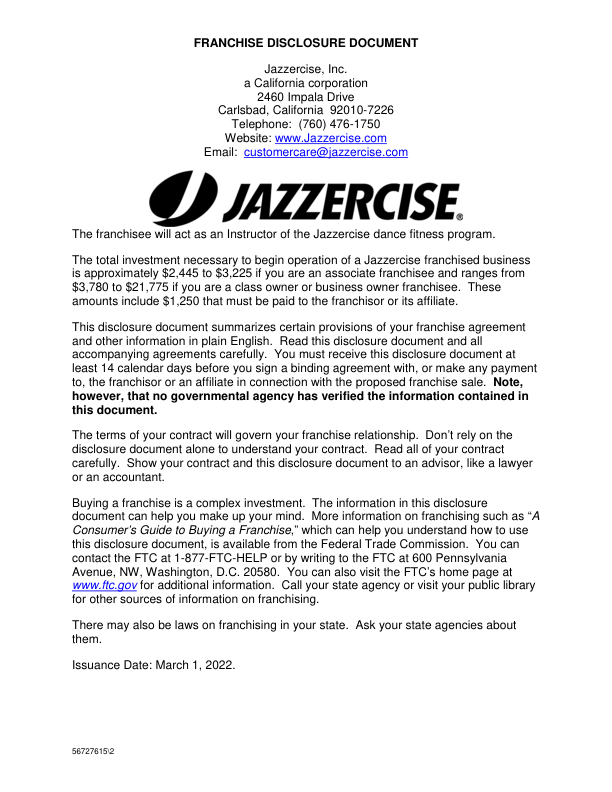 FRANCHISE DISCLOSURE DOCUMENT
Jazzercise, Inc.
a California corporation
2460 Impala Drive
Carlsbad, California  92010-7226
Telephone:  (760) 476-1750
Website: www.Jazzercise.com
Email:  customercare@jazzercise.com
JAZZERCISE®
The franchisee will act as an Instructor of the Jazzercise dance fitness program.
The total investment necessary to begin operation of a Jazzercise franchised business
is approximately $2,445 to $3,225 if you are an associate franchisee and ranges from
$3,780 to $21,775 if you are a class owner or business owner franchisee.  These
amounts include $1,250 that must be paid to the franchisor or its affiliate.
This disclosure document summarizes certain provisions of your franchise agreement
and other information in plain English.  Read this disclosure document and all
accompanying agreements carefully.  You must receive this disclosure document at
least 14 calendar days before you sign a binding agreement with, or make any payment
to, the franchisor or an affiliate in connection with the proposed franchise sale.  Note,
however, that no governmental agency has verified the information contained in
this document.
The terms of your contract will govern your franchise relationship.  Don't rely on the
disclosure document alone to understand your contract.  Read all of your contract
carefully.  Show your contract and this disclosure document to an advisor, like a lawyer
or an accountant.
Buying a franchise is a complex investment.  The information in this disclosure
document can help you make up your mind.  More information on franchising such as “A
Consumer's Guide to Buying a Franchise,” which can help you understand how to use
this disclosure document, is available from the Federal Trade Commission.  You can
contact the FTC at 1-877-FTC-HELP or by writing to the FTC at 600 Pennsylvania
Avenue, NW, Washington, D.C. 20580.  You can also visit the FTC's home page at
www.ftc.gov for additional information.  Call your state agency or visit your public library
for other sources of information on franchising.
There may also be laws on franchising in your state.  Ask your state agencies about
them.
Issuance Date: March 1, 2022.
56727615\2